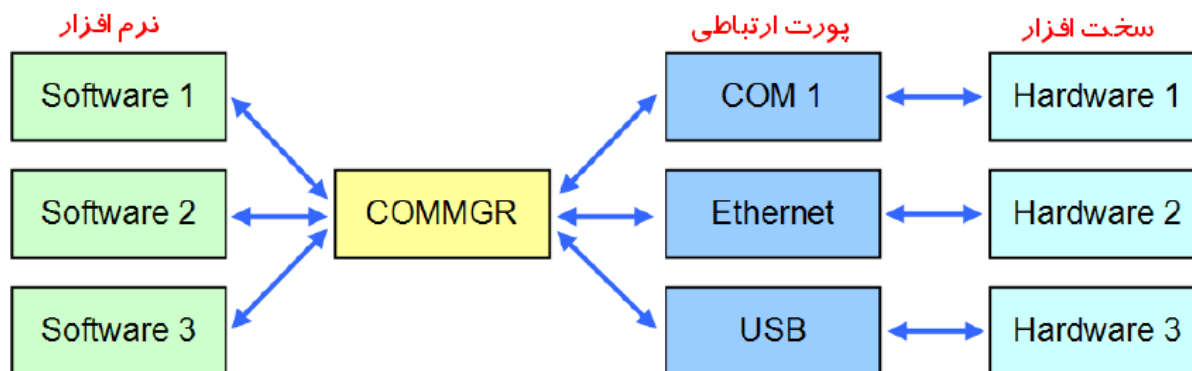 نرم افزار
پورت ارتباطی
سخت افزار
Software 1
COM 1
Hardware 1
Software 2
COMMGR
Ethernet
Hardware 2
Software 3
USB
Hardware 3